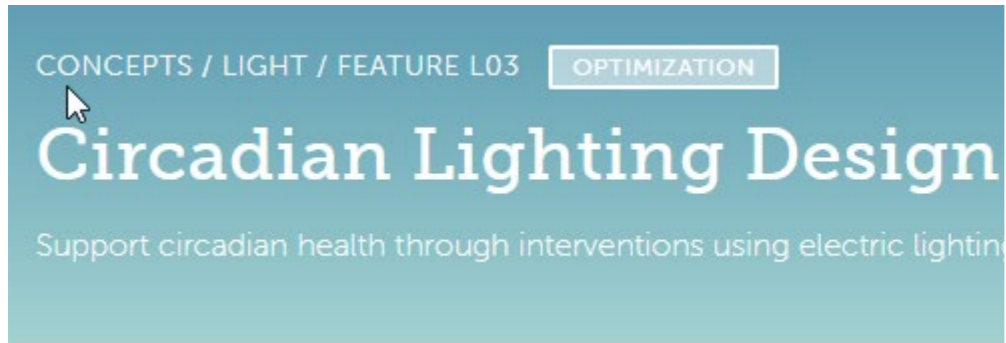 CONCEPTS / LIGHT / FEATURE L03 OPTIMIZATION
Circadian Lighting Design
Support circadian health through interventions using electric